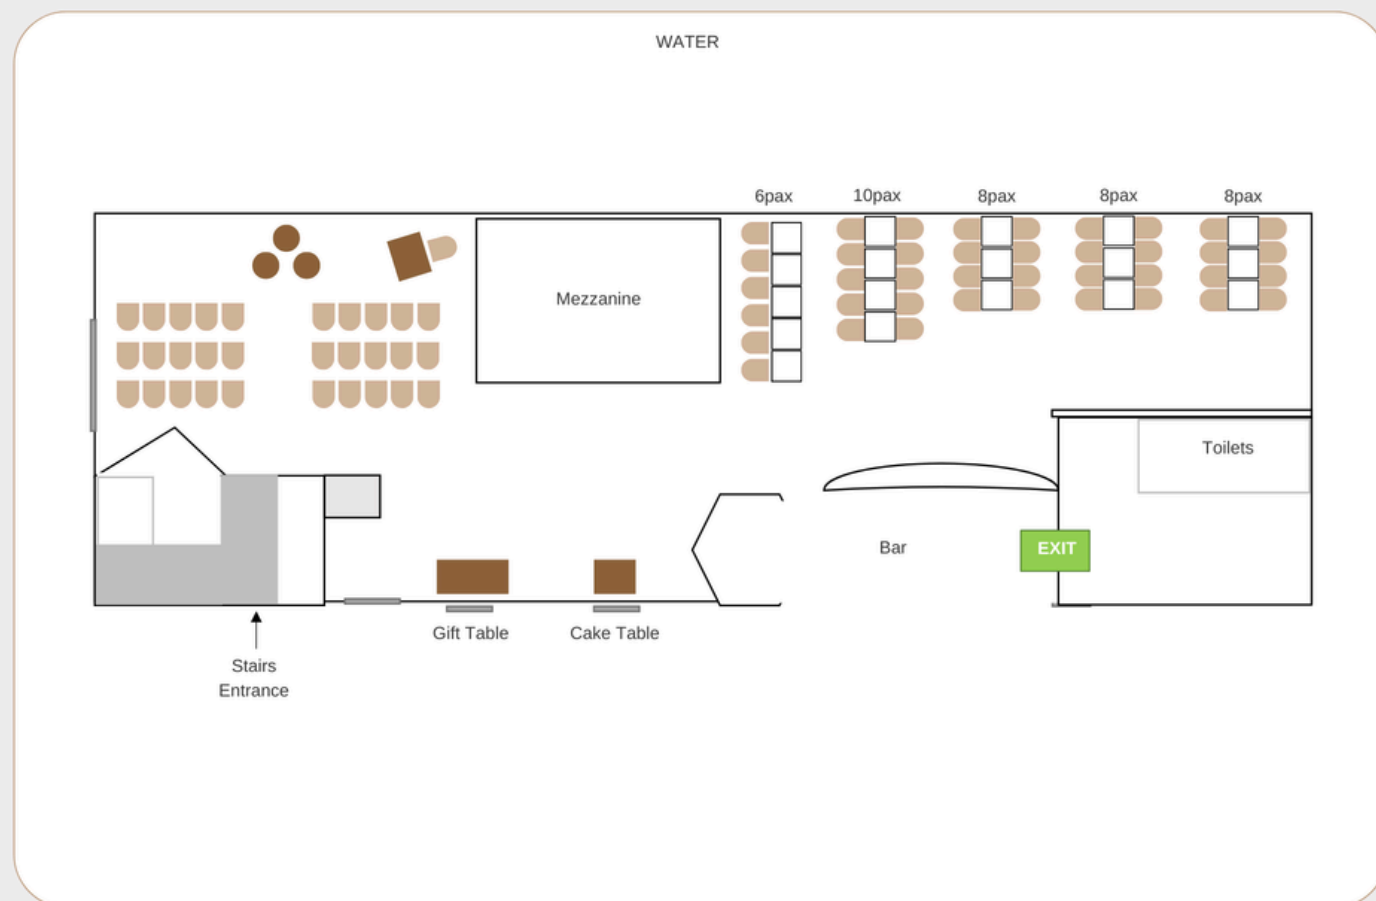 WATER
6pax
10pax
8pax
8pax
8pax
Mezzanine
Toilets
Bar
EXIT
Gift Table
Cake Table
Stairs
Entrance